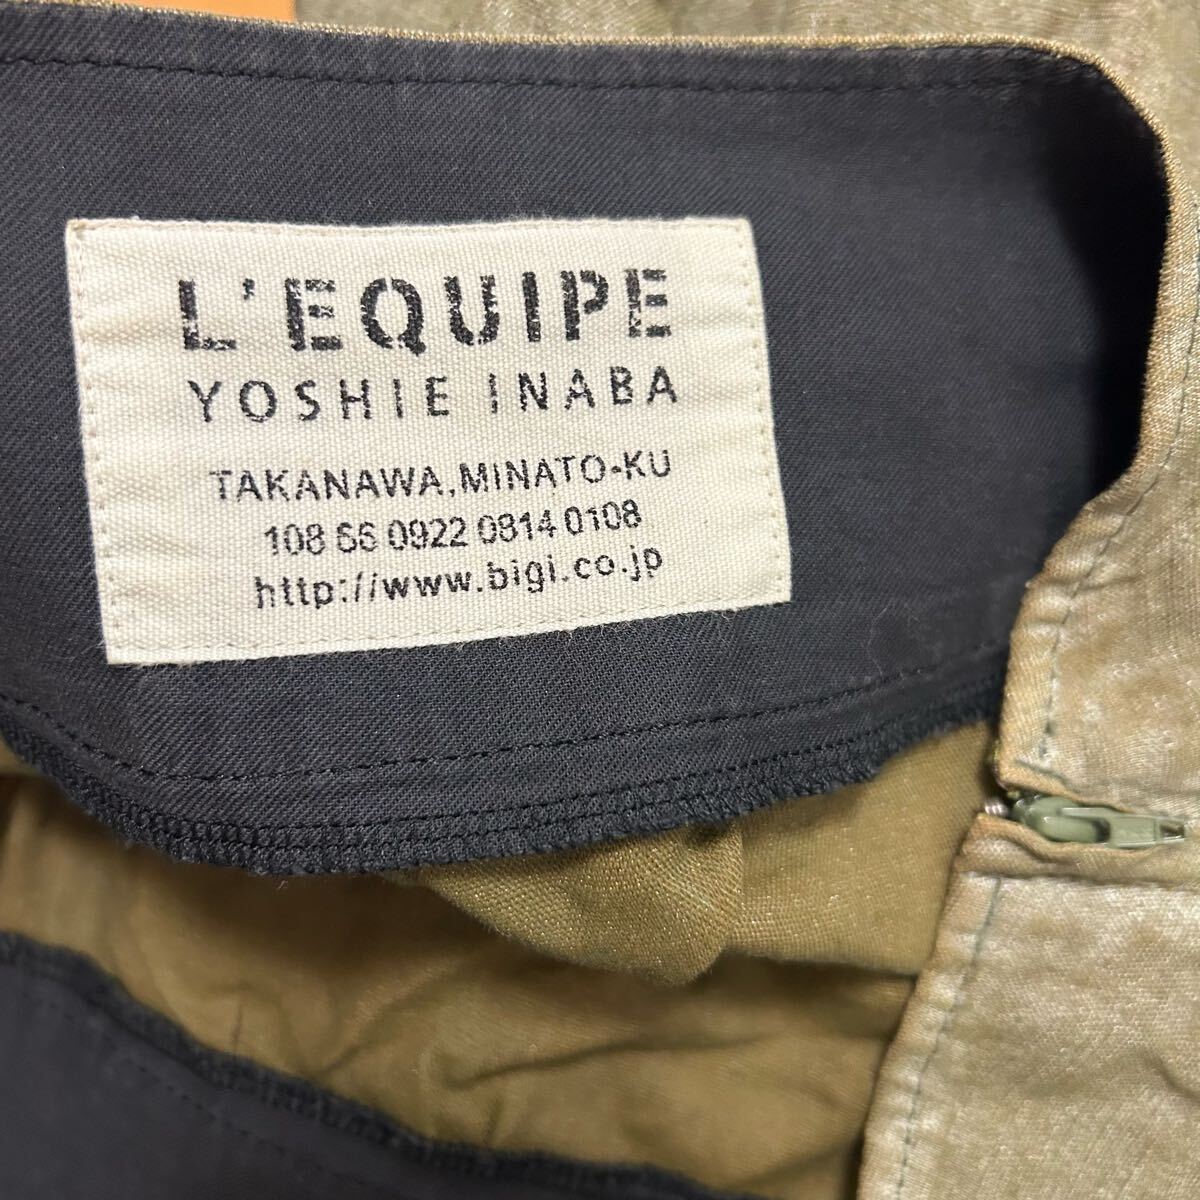 L'EQUIPE
YOSHIE INABA
TAKANAWA,MINATO-KU
108 66 0922 0814 0108
http://www.bigi.co.jp